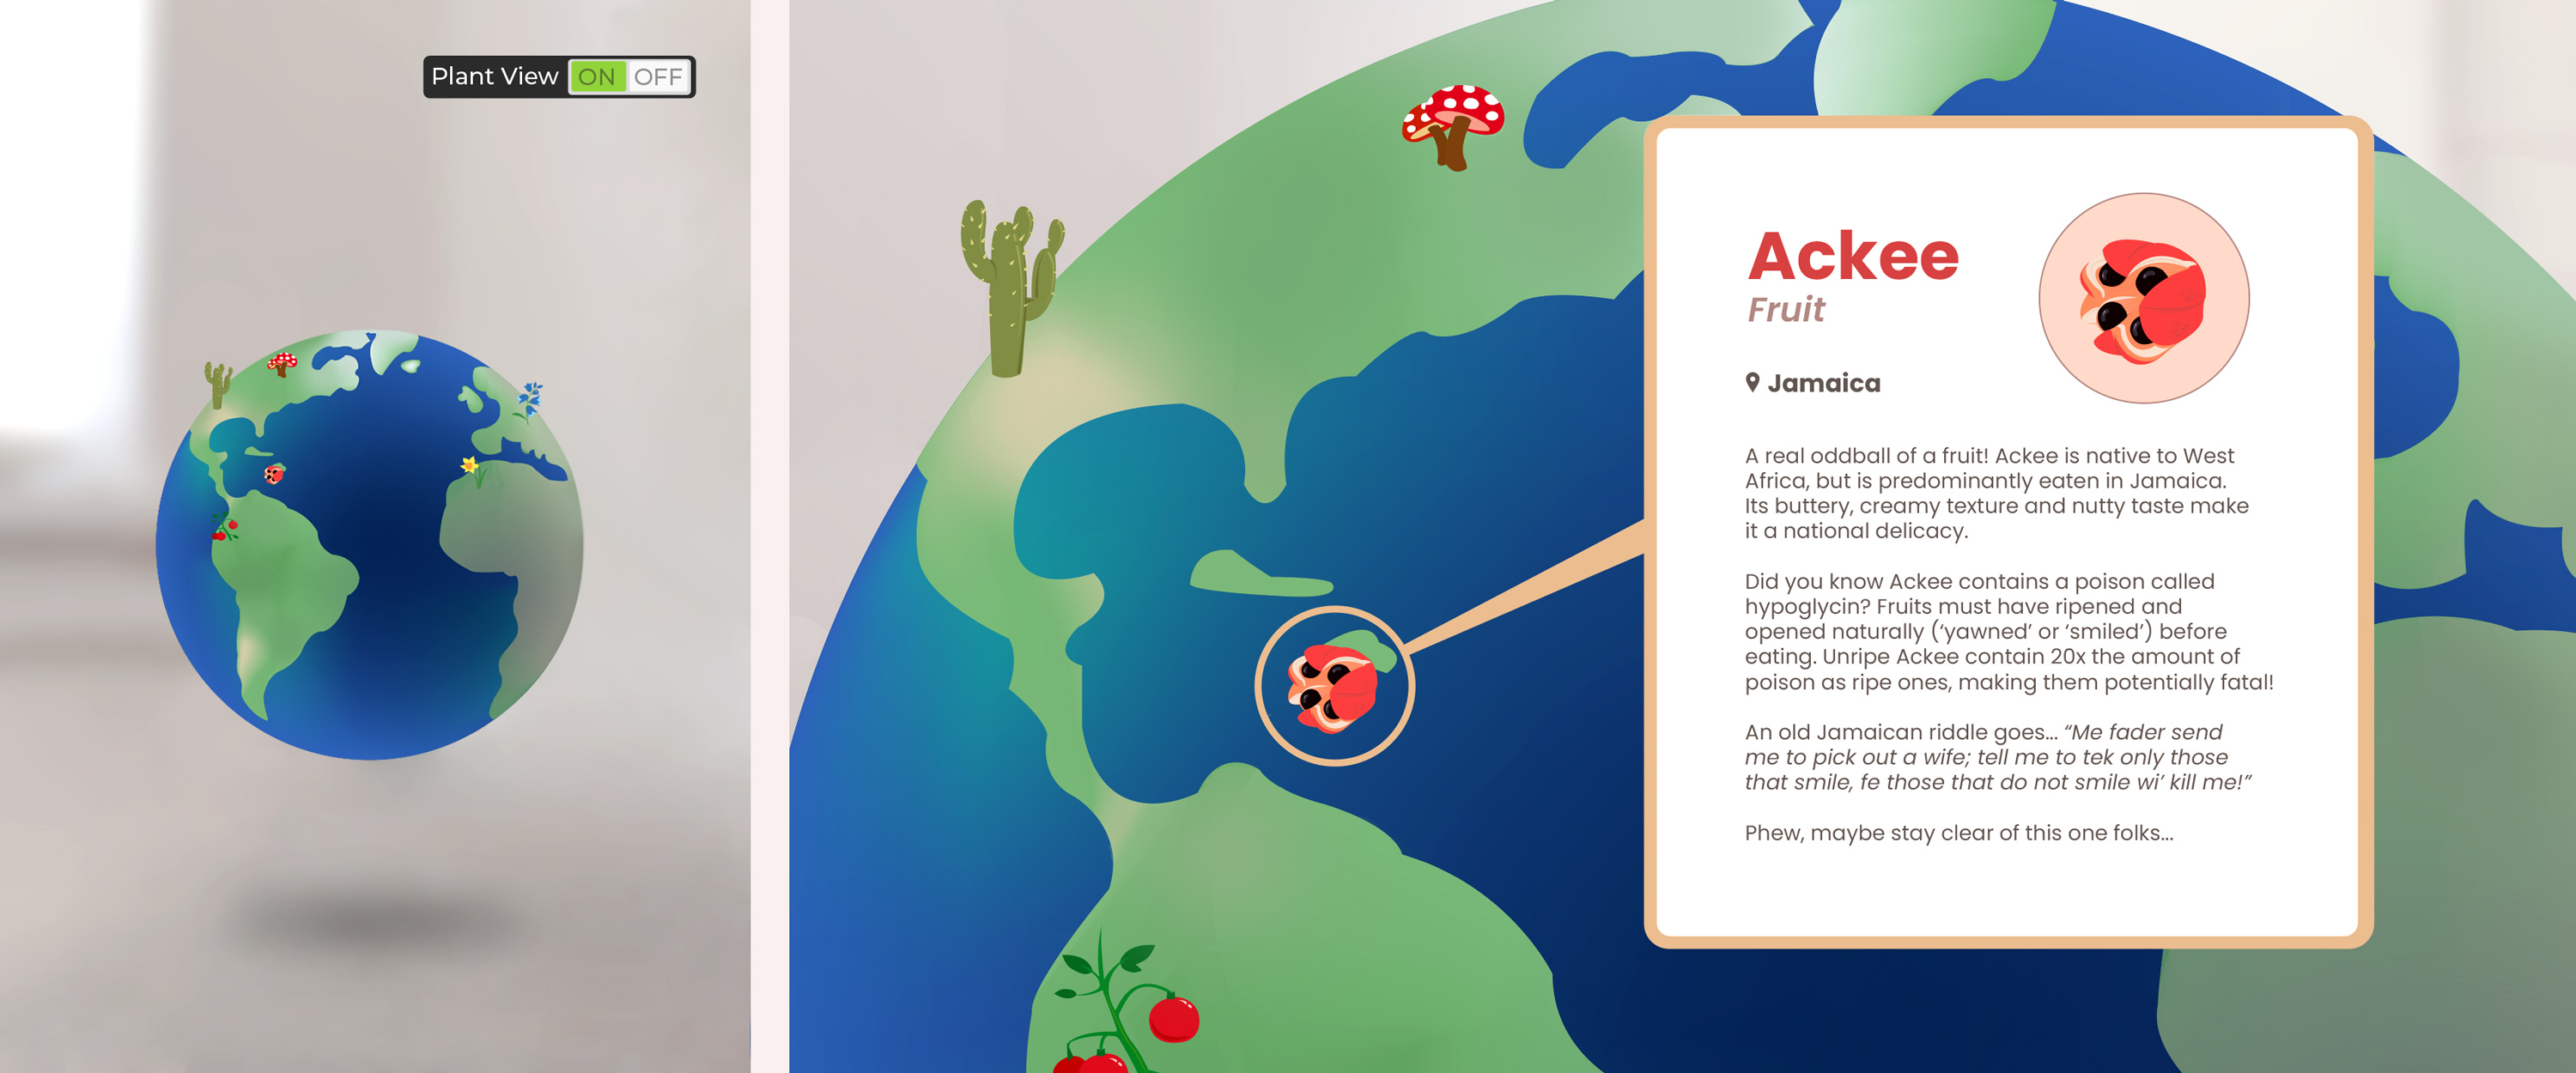 Plant View ON OFF
Ackee
Fruit
Jamaica
A real oddball of a fruit! Ackee is native to West
Africa, but is predominantly eaten in Jamaica.
Its buttery, creamy texture and nutty taste make
it a national delicacy.
Did you know Ackee contains a poison called
hypoglycin? Fruits must have ripened and
opened naturally (‘yawned’ or ‘smiled’) before
eating. Unripe Ackee contain 20x the amount of
poison as ripe ones, making them potentially fatal!
An old Jamaican riddle goes... “Me fader send
me to pick out a wife; tell me to tek only those
that smile, fe those that do not smile wi’ kill me!”
Phew, maybe stay clear of this one folks...